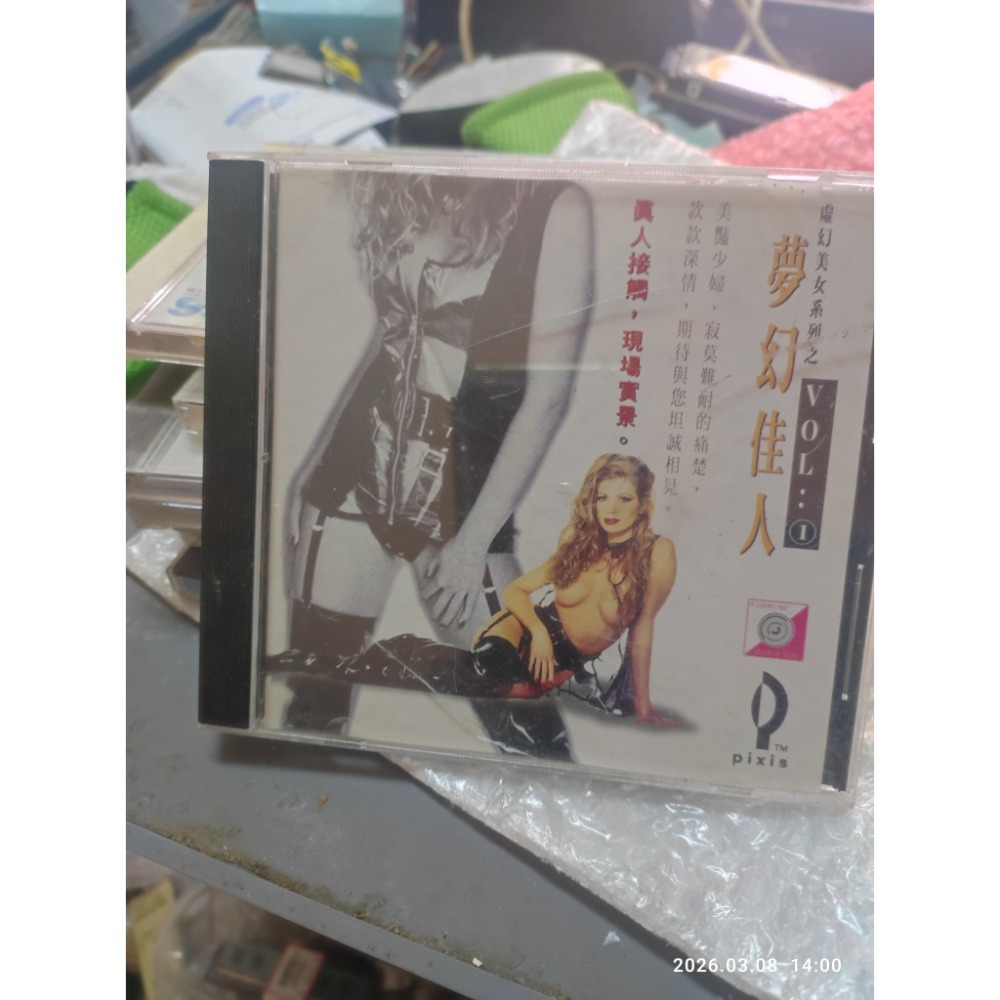 虛幻美女系列之
VOL:①
夢幻佳人
美豔少婦、寂莫難耐的痛楚，
款款深情，期待與您坦誠相見。
真人接觸，現場實景。
TM
pixis
2026.03.08 14:00